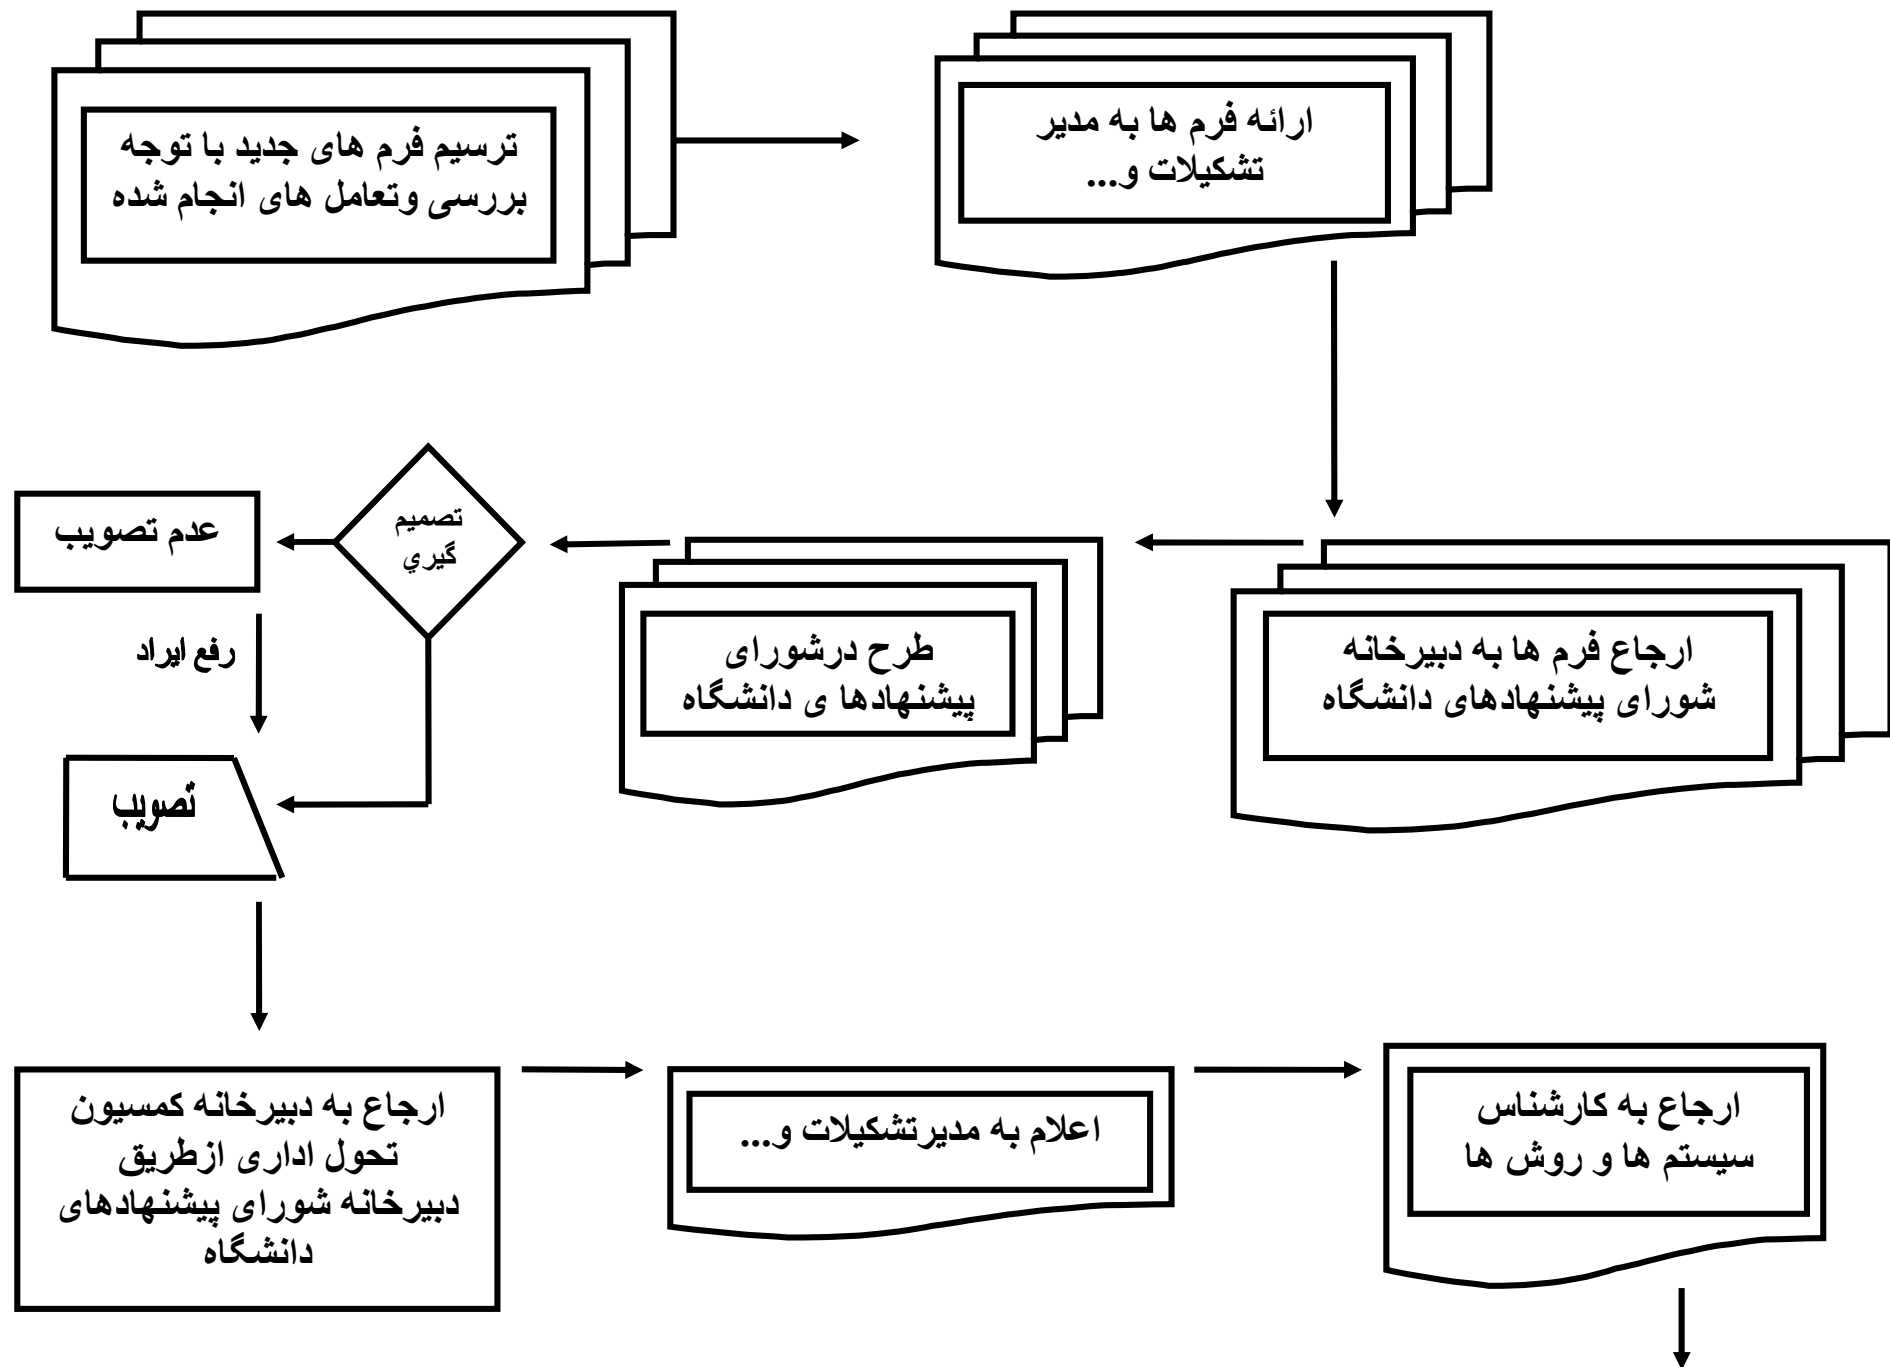 ترسیم فرم های جدید با توجه
بررسی وتعامل های انجام شده
ارائه فرم ها به مدیر
تشکیلات و...
ارجاع فرم ها به دبیرخانه
شورای پیشنهادهای دانشگاه
طرح درشورای
پیشنهادها ی دانشگاه
تصمیم
گيري
عدم تصویب
رفع ایراد
تصویب
ارجاع به دبیرخانه کمسیون
تحول اداری ازطریق
دبیرخانه شورای پیشنهادهای
دانشگاه
اعلام به مدیرتشکیلات و...
ارجاع به کارشناس
سیستم ها و روش ها